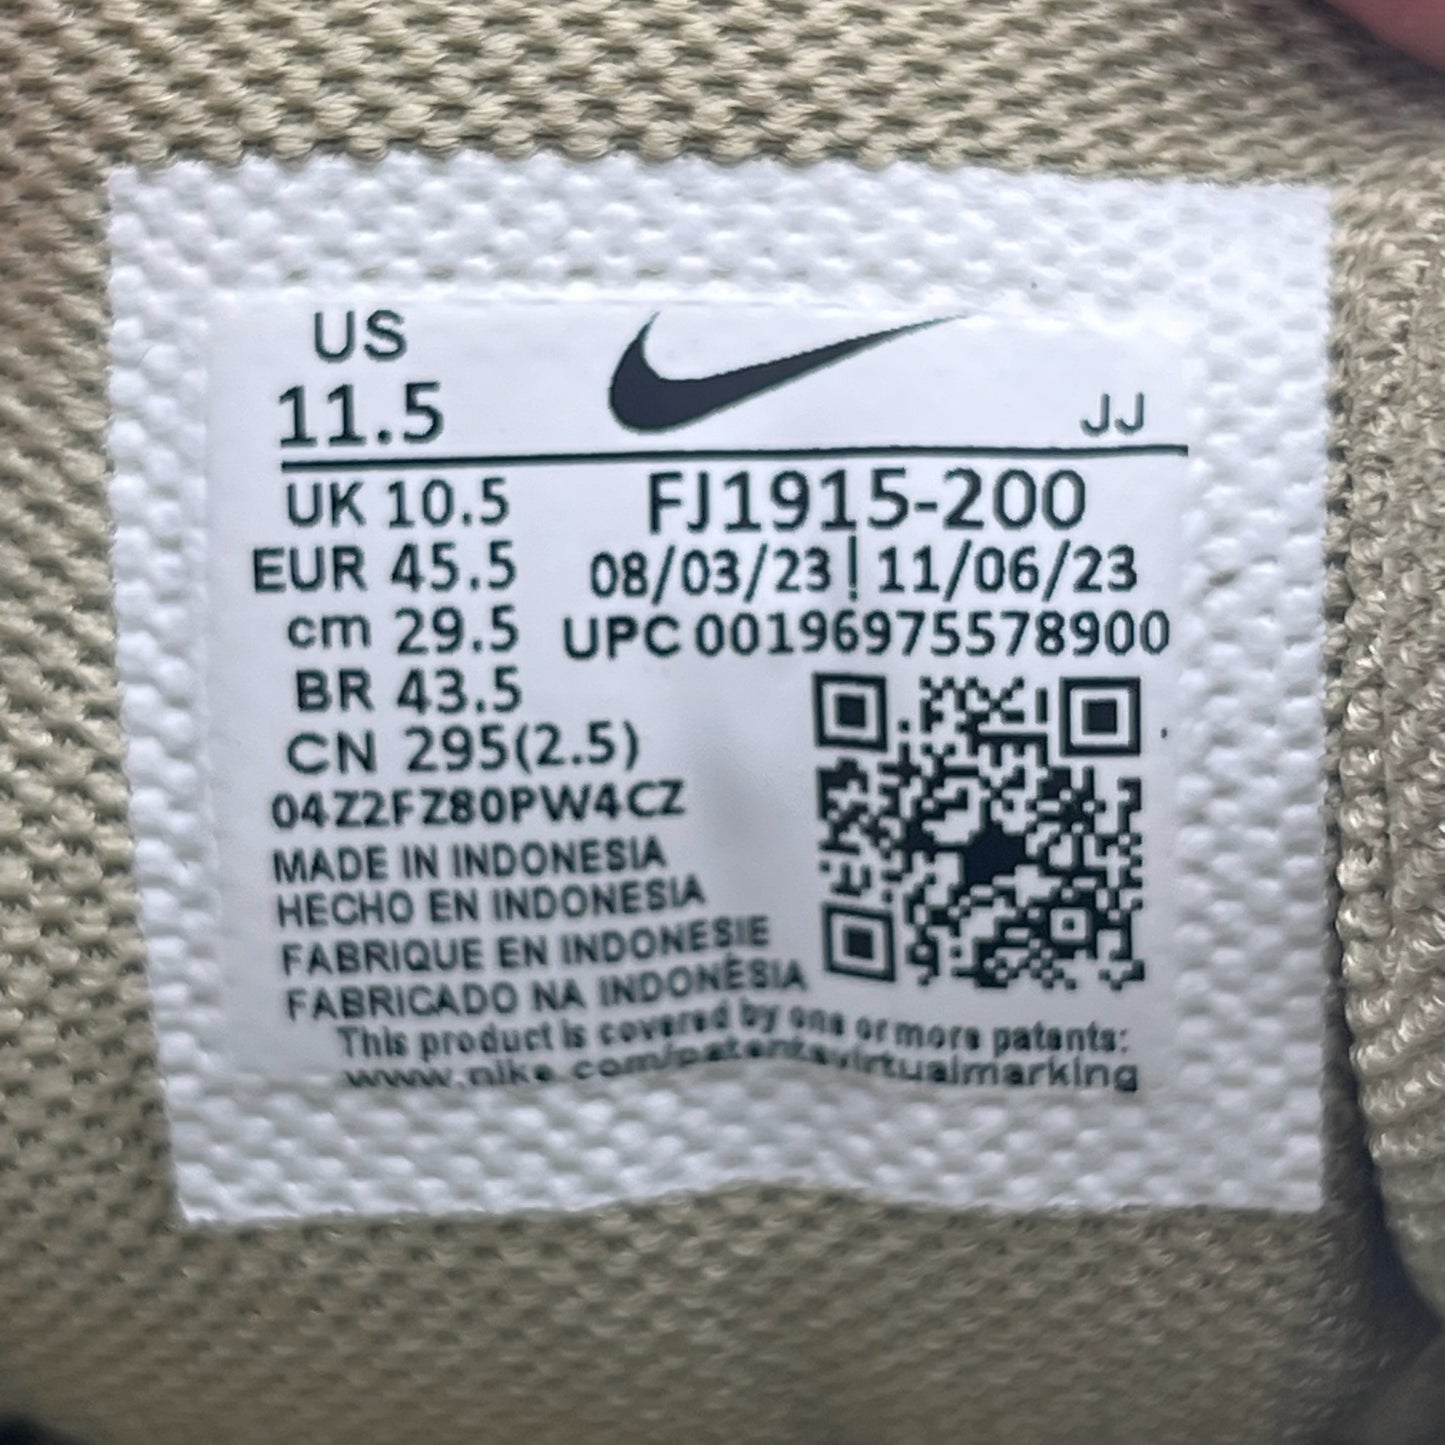 US
11.5
JJ
UK 10.5
EUR 45.5
cm 29.5
BR 43.5
CN 295(2.5)
FJ1915-200
08/03/23 | 11/06/23
UPC 00196975578900
04Z2FZ80PW4CZ
MADE IN INDONESIA
HECHO EN INDONESIA
FABRIQUE EN INDONESIE
FABRICADO NA INDONÈSIA
This product is covered by one or more patents:
www.nike.com/patentsvirtualmarking